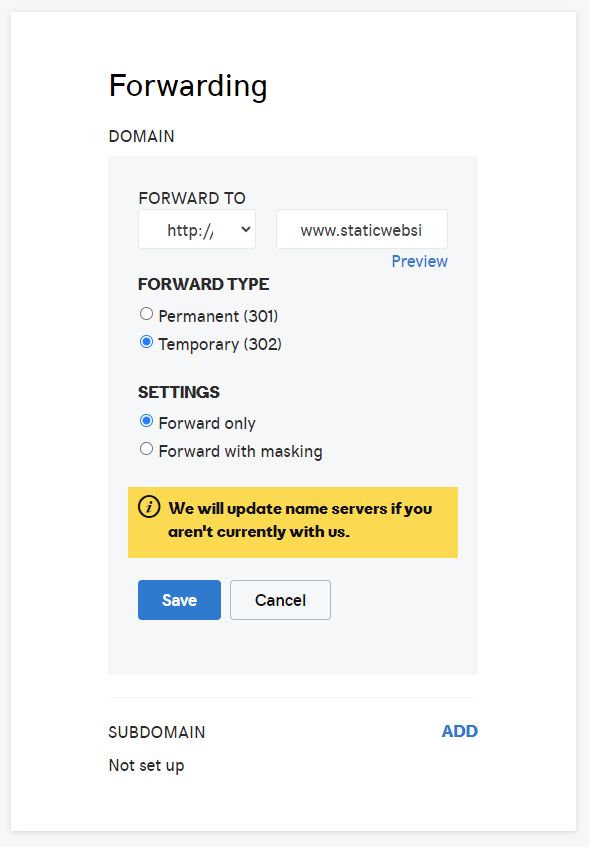 Forwarding
DOMAIN
FORWARD TO
http://
www.staticwebsi
Preview
FORWARD TYPE
Permanent (301)
Temporary (302)
SETTINGS
Forward only
Forward with masking
We will update name servers if you
aren't currently with us.
Save Cancel
SUBDOMAIN ADD
Not set up